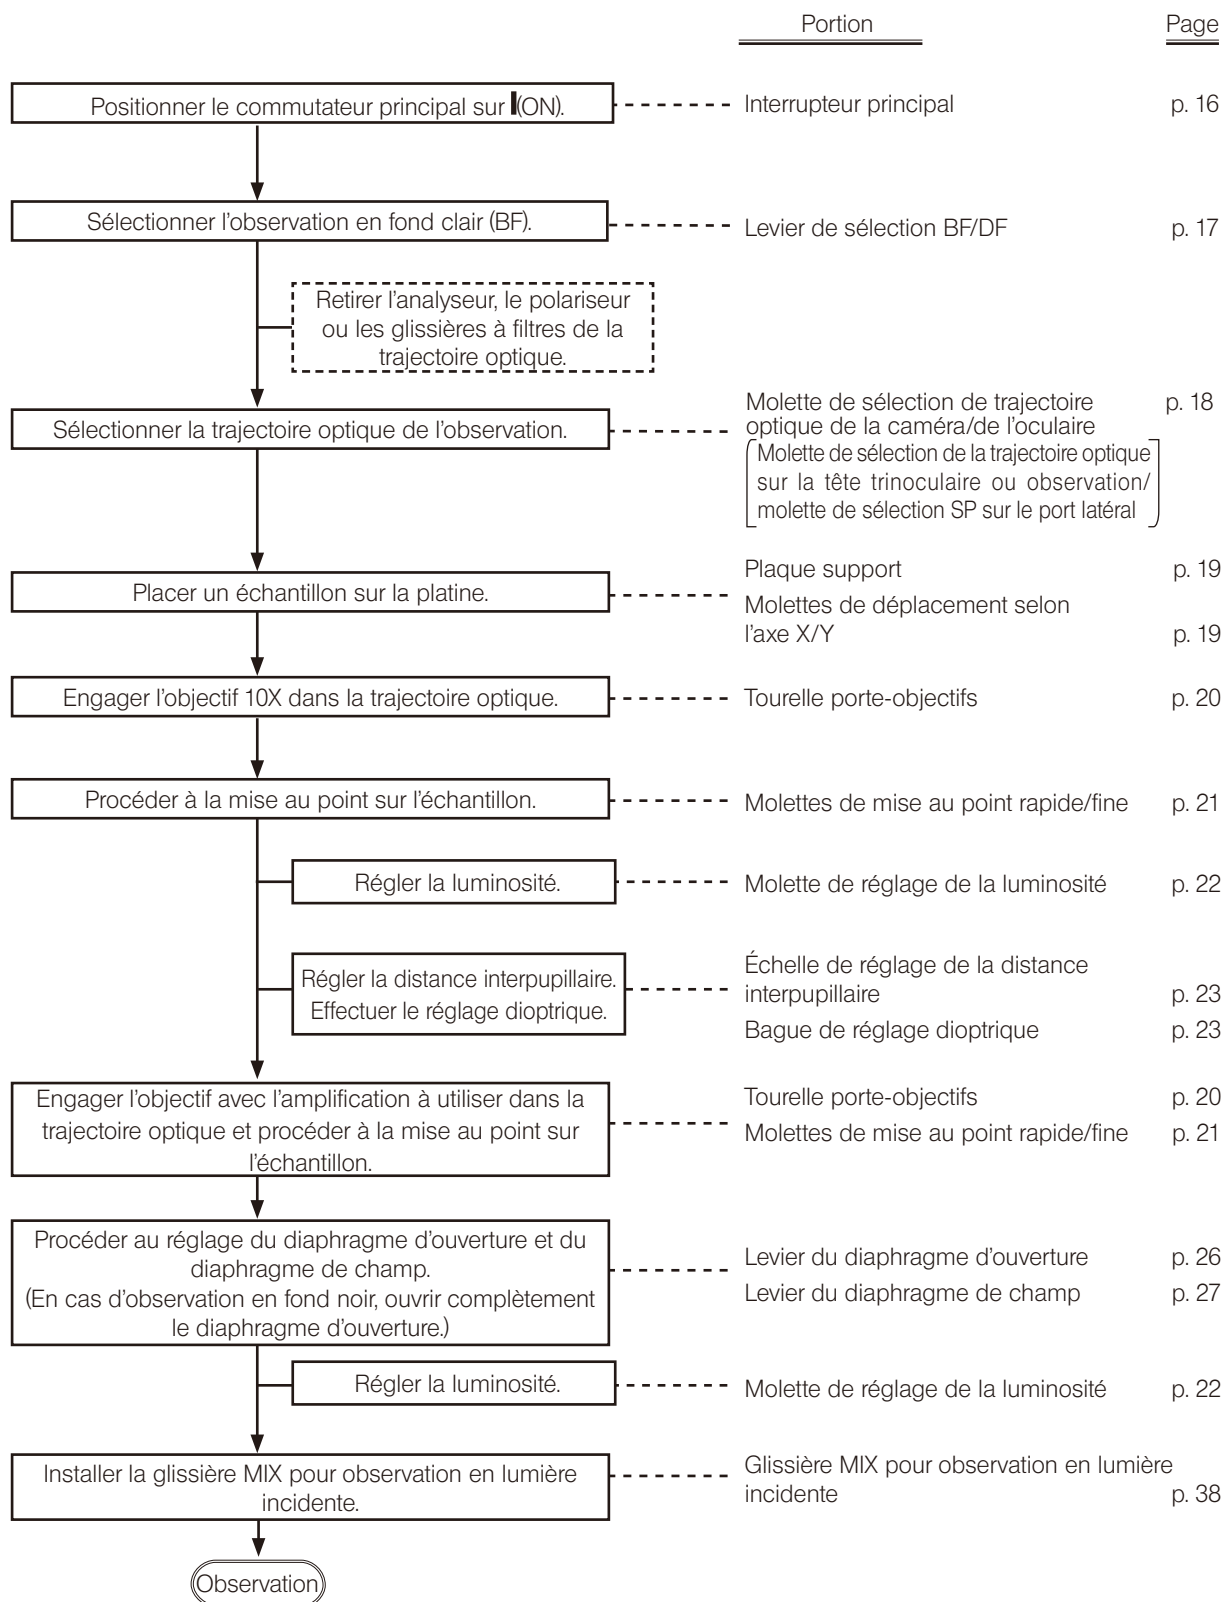 Portion Page
Positionner le commutateur principal sur I(ON). Interrupteur principal p. 16
Sélectionner l'observation en fond clair (BF). Levier de sélection BF/DF p. 17
Retirer l'analyseur, le polariseur
ou les glissières à filtres de la
trajectoire optique.
Sélectionner la trajectoire optique de l'observation.
Molette de sélection de trajectoire p. 18
optique de la caméra/de l'oculaire
Molette de sélection de la trajectoire optique
sur la tête trinoculaire ou observation/
molette de sélection SP sur le port latéral
Placer un échantillon sur la platine.
Plaque support p. 19
Molettes de déplacement selon
l'axe X/Y p. 19
Engager l'objectif 10X dans la trajectoire optique. Tourelle porte-objectifs p. 20
Procéder à la mise au point sur l'échantillon. Molettes de mise au point rapide/fine p. 21
Régler la luminosité. Molette de réglage de la luminosité p. 22
Régler la distance interpupillaire.
Effectuer le réglage dioptrique.
Échelle de réglage de la distance
interpupillaire p. 23
Bague de réglage dioptrique p. 23
Engager l'objectif avec l'amplification à utiliser dans la
trajectoire optique et procéder à la mise au point sur
l'échantillon.
Tourelle porte-objectifs p. 20
Molettes de mise au point rapide/fine p. 21
Procéder au réglage du diaphragme d'ouverture et du
diaphragme de champ.
(En cas d'observation en fond noir, ouvrir complètement
le diaphragme d'ouverture.)
Levier du diaphragme d'ouverture p. 26
Levier du diaphragme de champ p. 27
Régler la luminosité. Molette de réglage de la luminosité p. 22
Installer la glissière MIX pour observation en lumière
incidente.
Glissière MIX pour observation en lumière
incidente p. 38
Observation